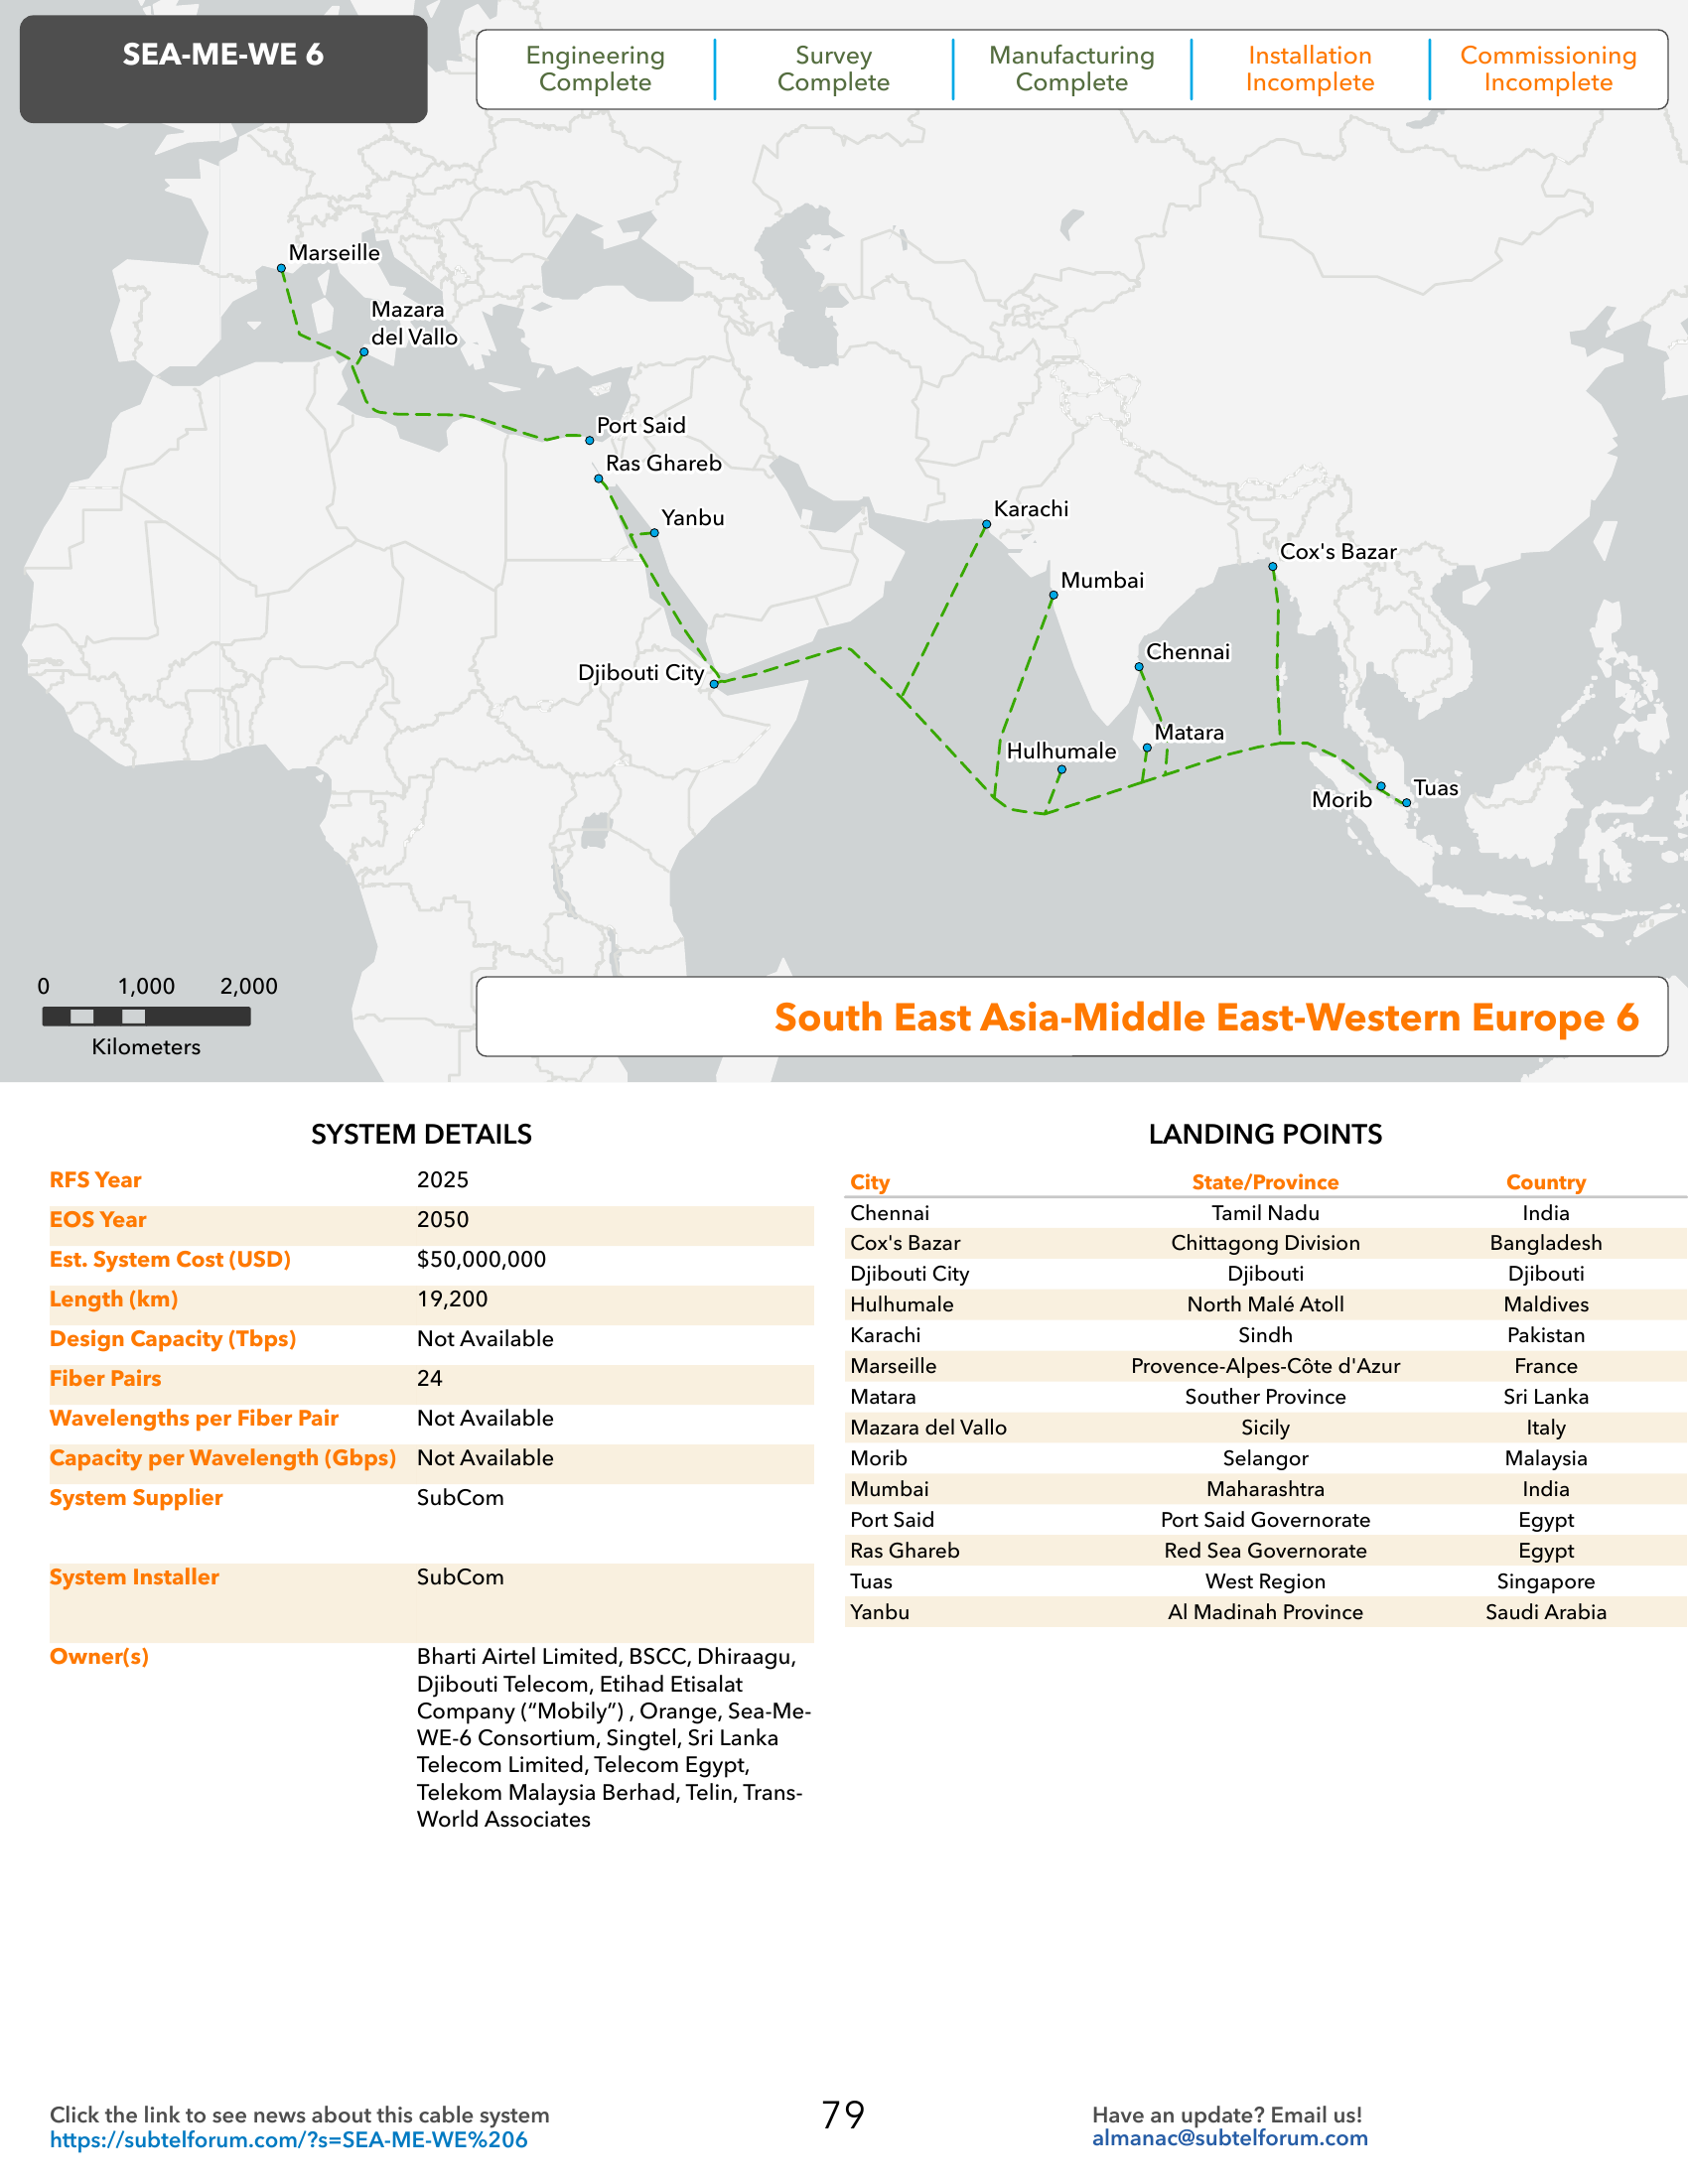 SEA-ME-WE 6
Engineering
Complete
Survey
Complete
Manufacturing
Complete
Installation
Incomplete
Commissioning
Incomplete
Marseille
Mazara
del Vallo
Port Said
Ras Ghareb
Yanbu
Karachi
Cox's Bazar
Mumbai
Chennai
Djibouti City
Matara
Hulhumale
Tuas
Morib
0 1,000 2,000
Kilometers
South East Asia-Middle East-Western Europe 6
SYSTEM DETAILS
RFS Year 2025
EOS Year 2050
Est. System Cost (USD) $50,000,000
Length (km) 19,200
Design Capacity (Tbps) Not Available
Fiber Pairs 24
Wavelengths per Fiber Pair Not Available
Capacity per Wavelength (Gbps) Not Available
System Supplier SubCom
System Installer SubCom
Owner(s) Bharti Airtel Limited, BSCC, Dhiraagu,
Djibouti Telecom, Etihad Etisalat
Company (“Mobily”) , Orange, Sea-Me-
WE-6 Consortium, Singtel, Sri Lanka
Telecom Limited, Telecom Egypt,
Telekom Malaysia Berhad, Telin, Trans-
World Associates
LANDING POINTS
City State/Province Country
Chennai Tamil Nadu India
Cox's Bazar Chittagong Division Bangladesh
Djibouti City Djibouti Djibouti
Hulhumale North Malé Atoll Maldives
Karachi Sindh Pakistan
Marseille Provence-Alpes-Côte d'Azur France
Matara Souther Province Sri Lanka
Mazara del Vallo Sicily Italy
Morib Selangor Malaysia
Mumbai Maharashtra India
Port Said Port Said Governorate Egypt
Ras Ghareb Red Sea Governorate Egypt
Tuas West Region Singapore
Yanbu Al Madinah Province Saudi Arabia
Click the link to see news about this cable system
https://subtelforum.com/?s=SEA-ME-WE%206
79
Have an update? Email us!
almanac@subtelforum.com